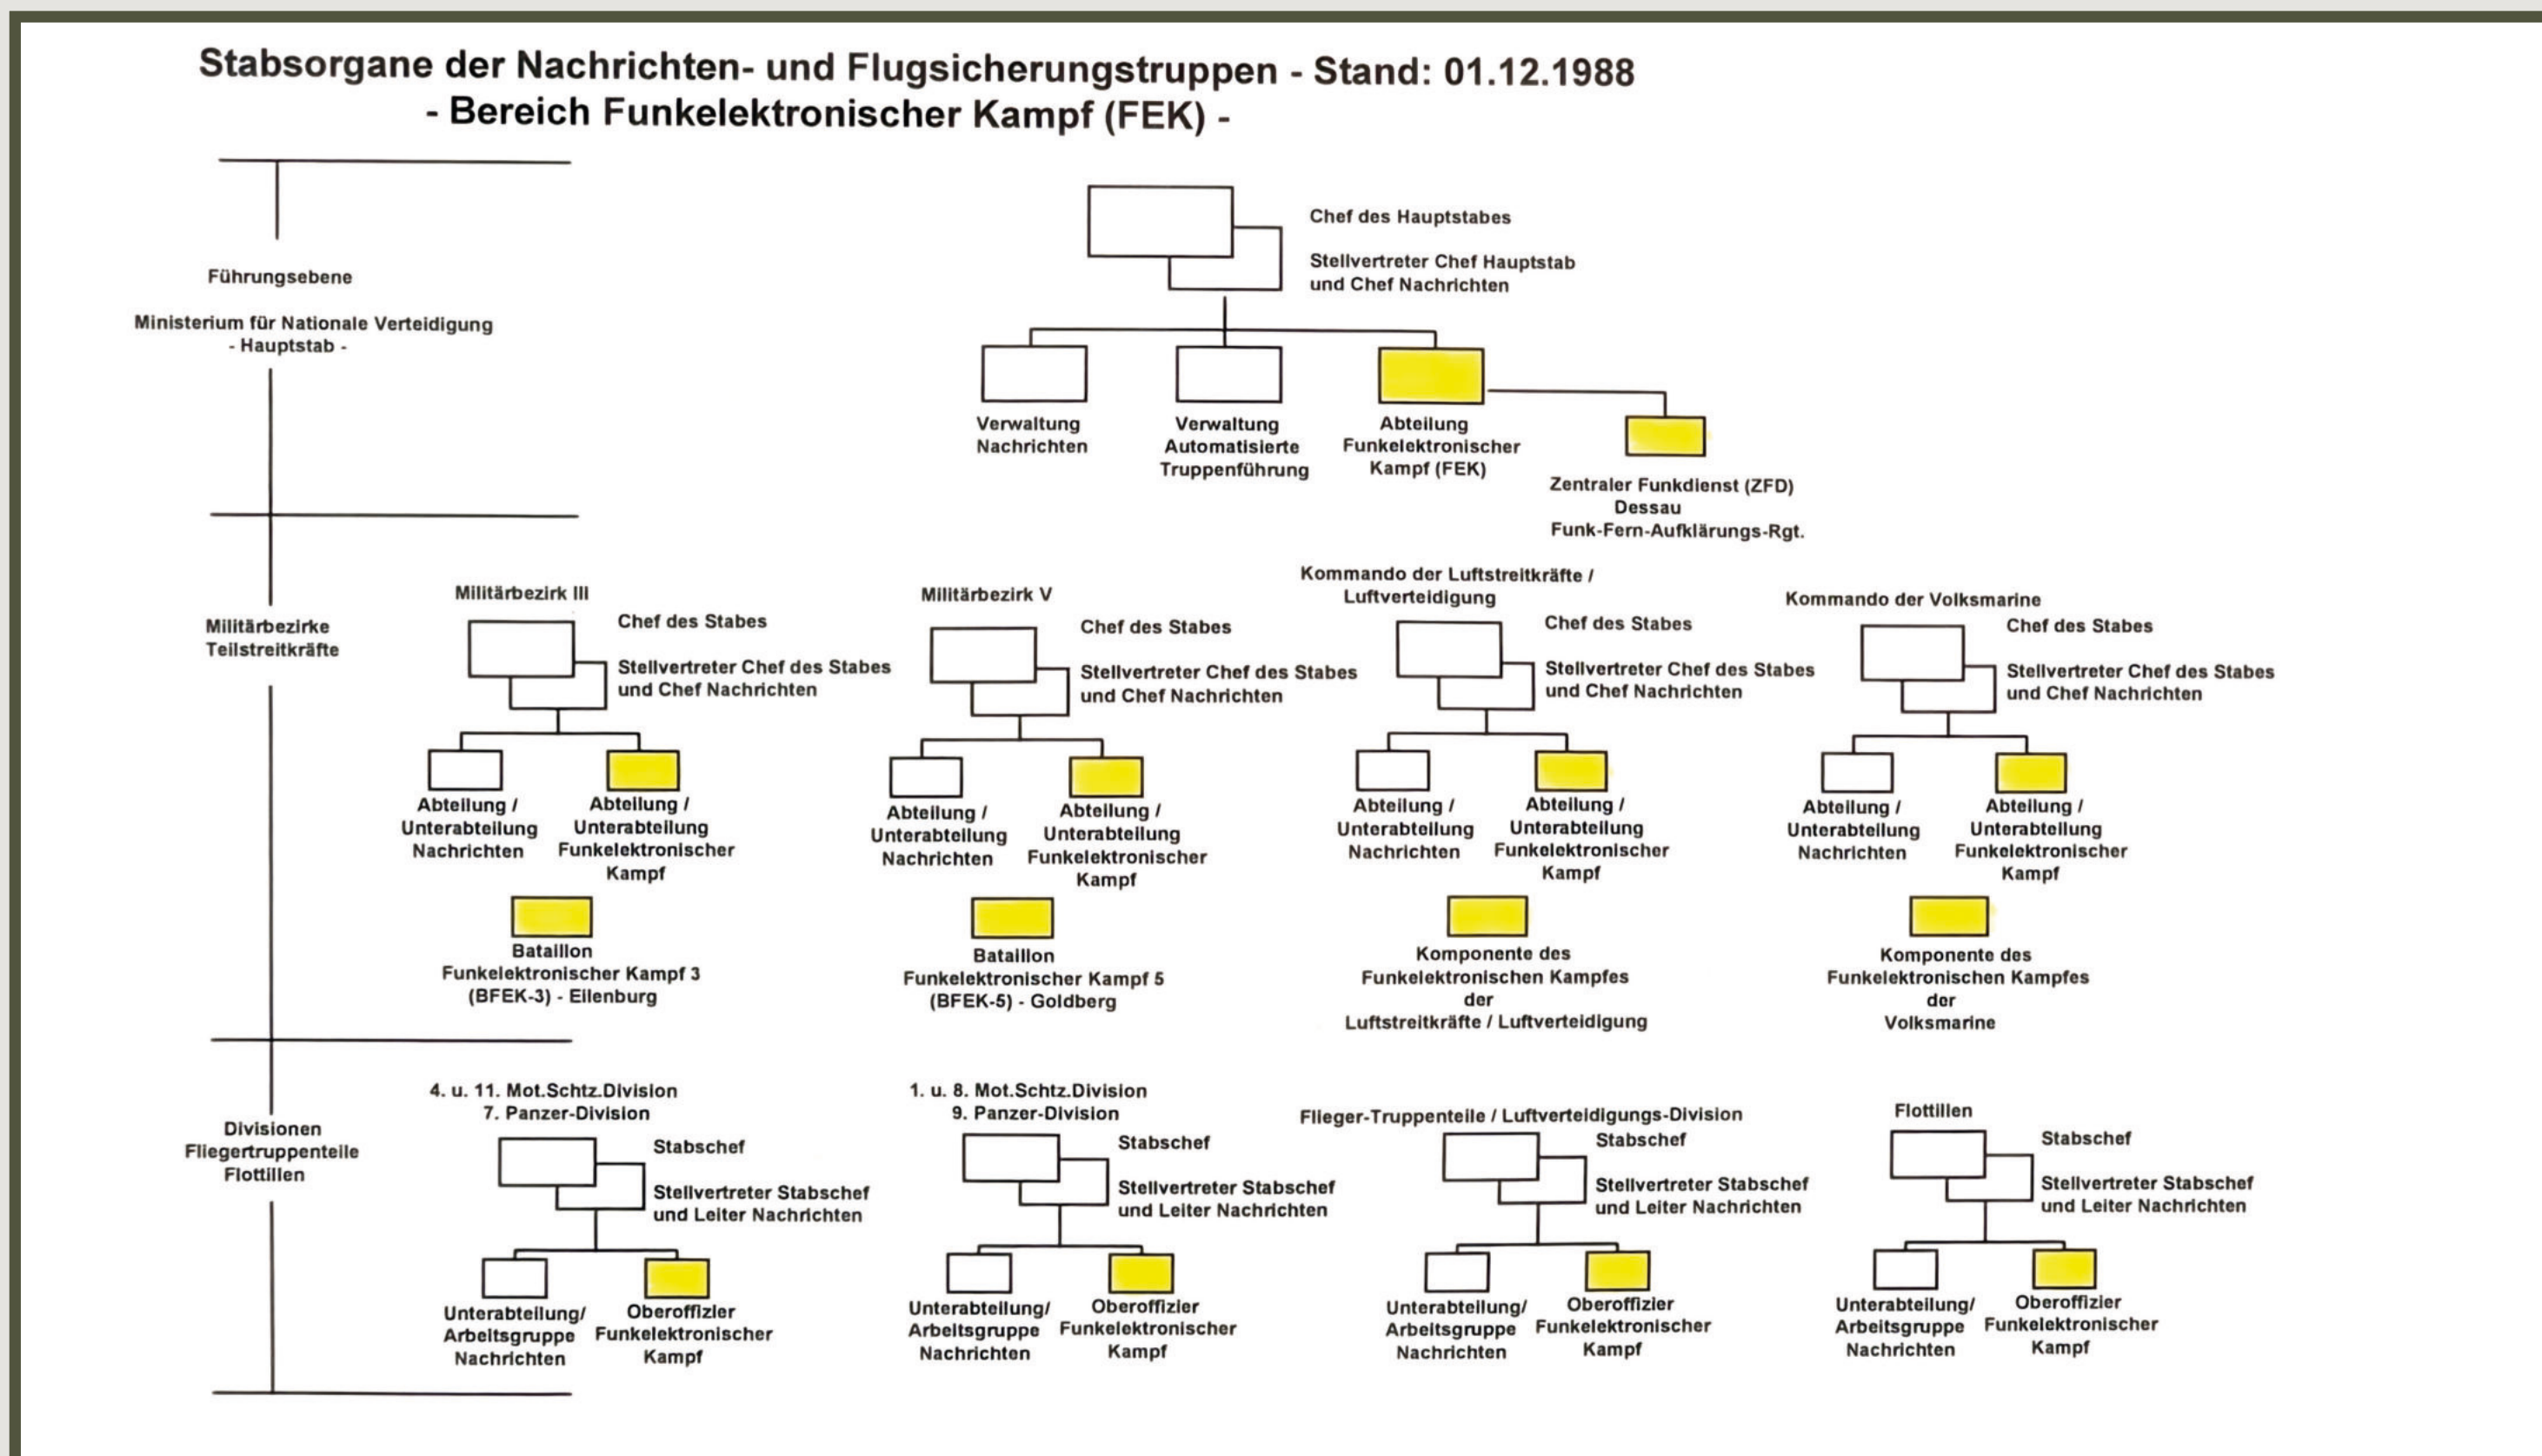 Stabsorgane der Nachrichten- und Flugsicherungstruppen - Stand: 01.12.1988
- Bereich Funkelektronischer Kampf (FEK) -
Führungsebene
Ministerium für Nationale Verteidigung
- Hauptstab -
Chef des Hauptstabes
Stellvertreter Chef Hauptstab
und Chef Nachrichten
Verwaltung
Nachrichten
Verwaltung
Automatisierte
Truppenführung
Abteilung
Funkelektronischer
Kampf (FEK)
Zentraler Funkdienst (ZFD)
Dessau
Funk-Fern-Aufklärungs-Rgt.
Militärbezirke
Teilstreitkräfte
Militärbezirk III
Chef des Stabes
Stellvertreter Chef des Stabes
und Chef Nachrichten
Abteilung /
Unterabteilung
Nachrichten
Abteilung /
Unterabteilung
Funkelektronischer
Kampf
Bataillon
Funkelektronischer Kampf 3
(BFEK-3) - Eilenburg
Militärbezirk V
Chef des Stabes
Stellvertreter Chef des Stabes
und Chef Nachrichten
Abteilung /
Unterabteilung
Nachrichten
Abteilung /
Unterabteilung
Funkelektronischer
Kampf
Bataillon
Funkelektronischer Kampf 5
(BFEK-5) - Goldberg
Kommando der Luftstreitkräfte /
Luftverteidigung
Chef des Stabes
Stellvertreter Chef des Stabes
und Chef Nachrichten
Abteilung /
Unterabteilung
Nachrichten
Abteilung /
Unterabteilung
Funkelektronischer
Kampf
Komponente des
Funkelektronischen Kampfes
der
Luftstreitkräfte / Luftverteidigung
Kommando der Volksmarine
Chef des Stabes
Stellvertreter Chef des Stabes
und Chef Nachrichten
Abteilung /
Unterabteilung
Nachrichten
Abteilung /
Unterabteilung
Funkelektronischer
Kampf
Komponente des
Funkelektronischen Kampfes
der
Volksmarine
Divisionen
Fliegertruppenteile
Flottillen
4. u. 11. Mot.Schtz.Division
7. Panzer-Division
Stabschef
Stellvertreter Stabschef
und Leiter Nachrichten
Unterabteilung/
Arbeitsgruppe
Nachrichten
Oberoffizier
Funkelektronischer
Kampf
1. u. 8. Mot.Schtz.Division
9. Panzer-Division
Stabschef
Stellvertreter Stabschef
und Leiter Nachrichten
Unterabteilung/
Arbeitsgruppe
Nachrichten
Oberoffizier
Funkelektronischer
Kampf
Flieger-Truppenteile / Luftverteidigungs-Division
Stabschef
Stellvertreter Stabschef
und Leiter Nachrichten
Unterabteilung/
Arbeitsgruppe
Nachrichten
Oberoffizier
Funkelektronischer
Kampf
Flottillen
Stabschef
Stellvertreter Stabschef
und Leiter Nachrichten
Unterabteilung/
Arbeitsgruppe
Nachrichten
Oberoffizier
Funkelektronischer
Kampf